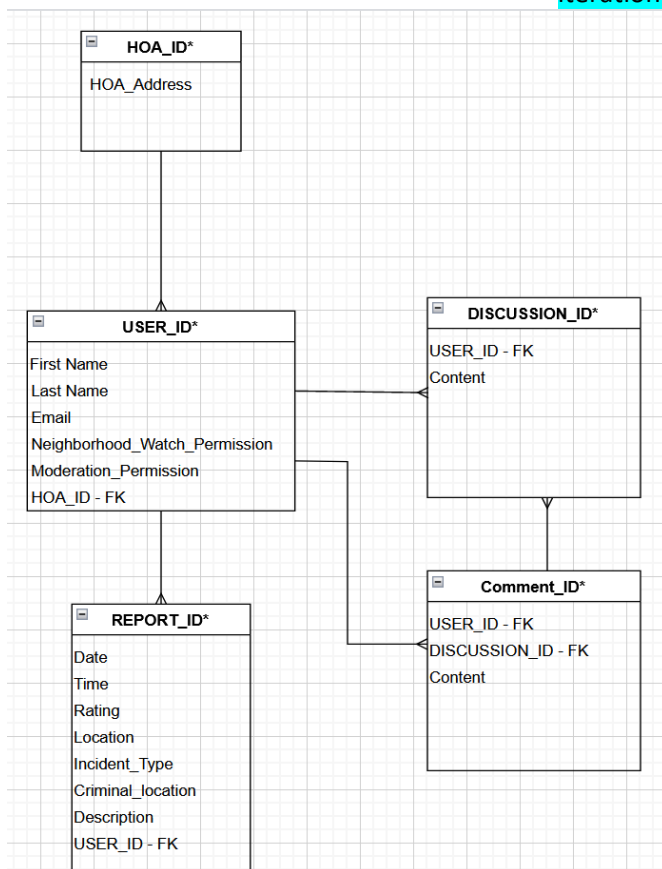 Iteration
HOA_ID*
HOA_Address
USER_ID*
First Name
Last Name
Email
Neighborhood_Watch_Permission
Moderation_Permission
HOA_ID - FK
DISCUSSION_ID*
USER_ID - FK
Content
Comment_ID*
USER_ID - FK
DISCUSSION_ID - FK
Content
REPORT_ID*
Date
Time
Rating
Location
Incident_Type
Criminal_location
Description
USER_ID - FK